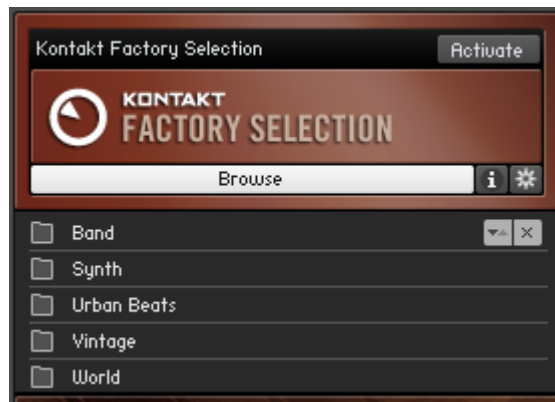 Kontakt Factory Selection
Activate
KONTAKT
FACTORY SELECTION
Browse
i
Band
Synth
Urban Beats
Vintage
World